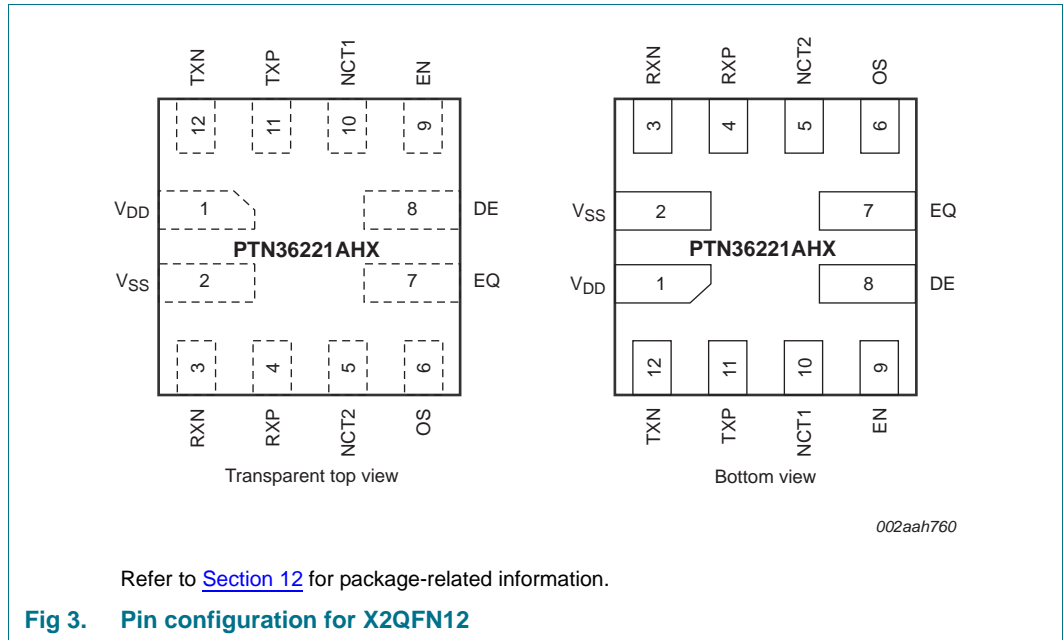 TXN TXP NCT1 EN
12 11 10 9
VDD 1 8 DE
PTN36221AHX
VSS 2 7 EQ
3 4 5 6
RXN RXP NCT2 OS
Transparent top view
RXN RXP NCT2 OS
3 4 5 6
VSS 2 7 EQ
PTN36221AHX
VDD 1 8 DE
12 11 10 9
TXN TXP NCT1 EN
Bottom view
002aah760
Refer to Section 12 for package-related information.
Fig 3. Pin configuration for X2QFN12